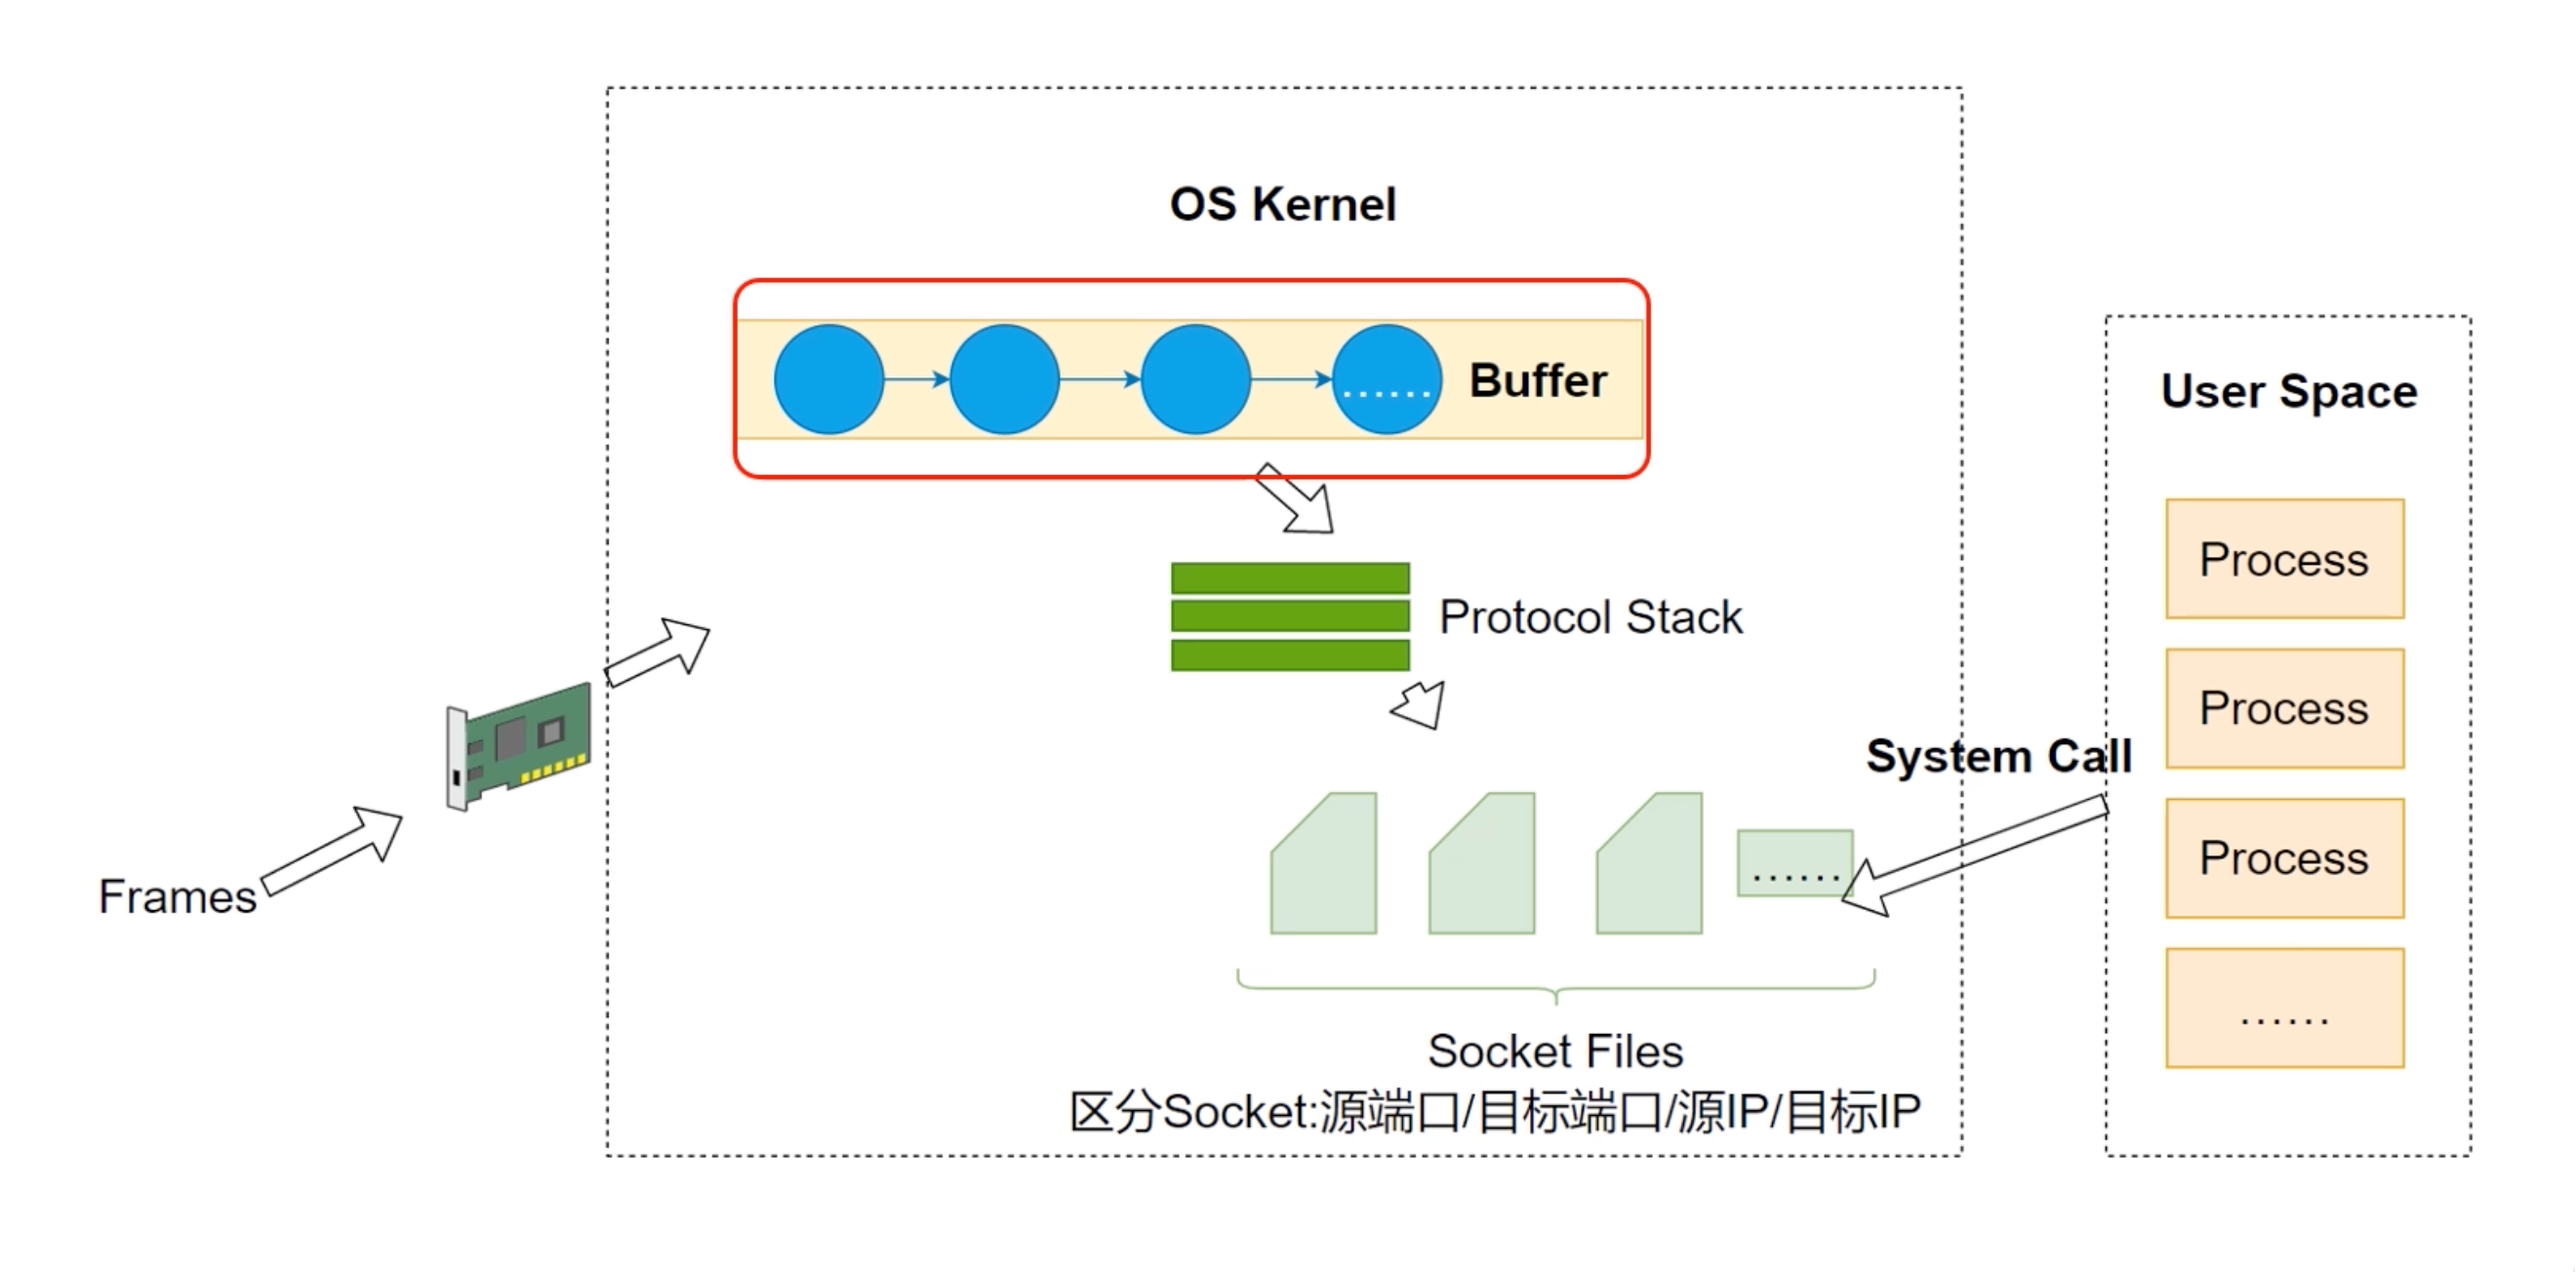 OS Kernel
Buffer
......
User Space
Protocol Stack
Process
Process
System Call
Process
......
......
Frames
Socket Files
区分Socket:源端口/目标端口/源IP/目标IP